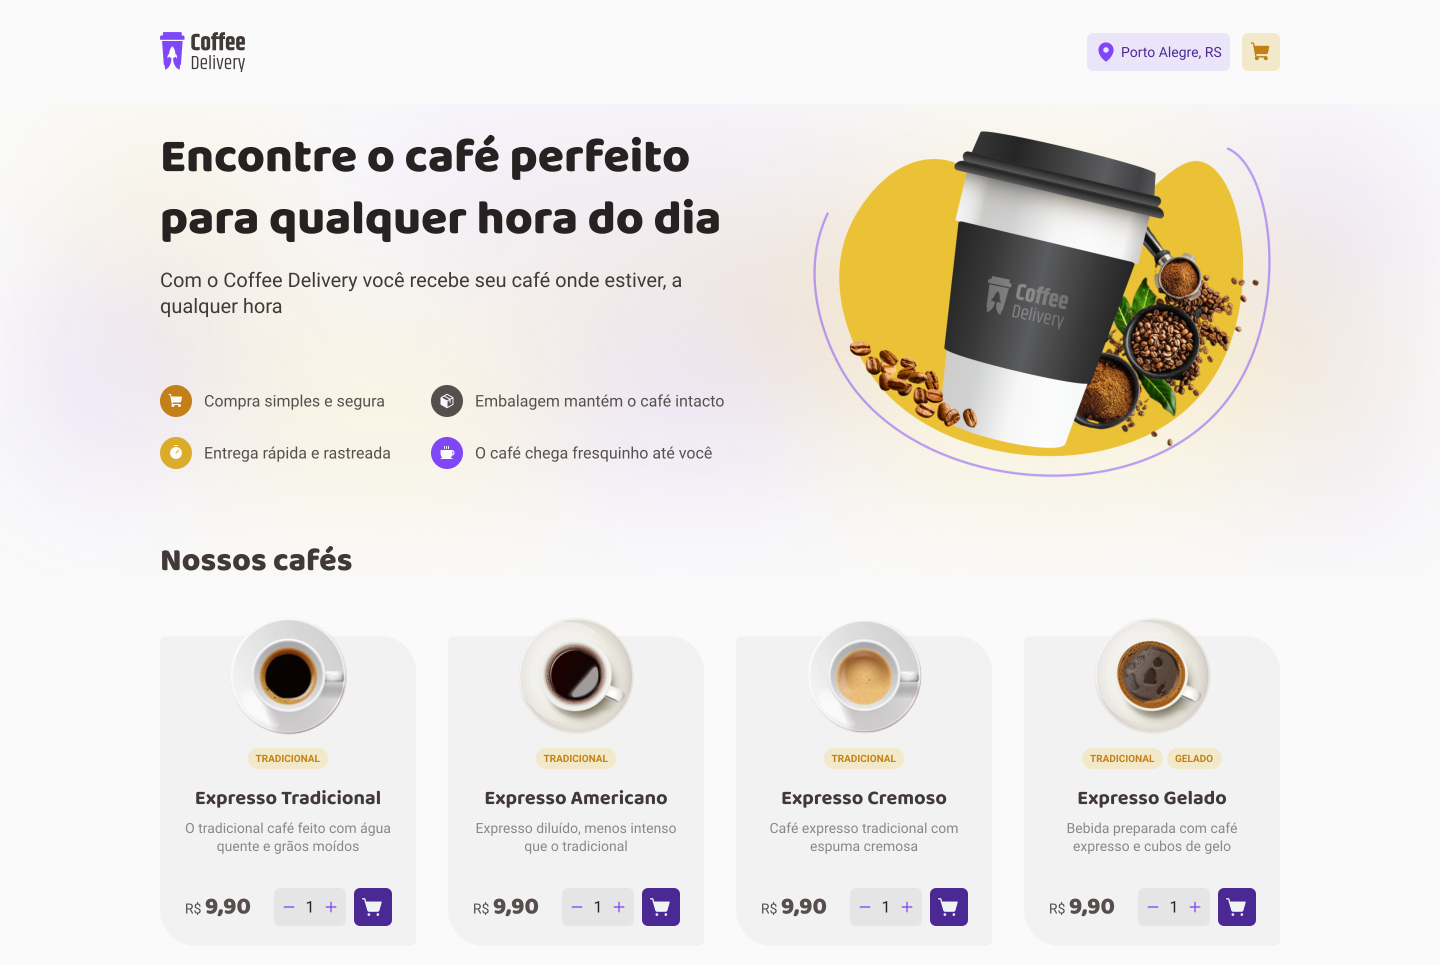 Coffee
Delivery
Porto Alegre, RS
Encontre o café perfeito
para qualquer hora do dia
Com o Coffee Delivery você recebe seu café onde estiver, a
qualquer hora
Compra simples e segura
Embalagem mantém o café intacto
Entrega rápida e rastreada
O café chega fresquinho até você
Coffee
Delivery
Nossos cafés
TRADICIONAL
Expresso Tradicional
O tradicional café feito com água
quente e grãos moídos
R$ 9,90
1
TRADICIONAL
Expresso Americano
Expresso diluído, menos intenso
que o tradicional
R$ 9,90
1
TRADICIONAL
Expresso Cremoso
Café expresso tradicional com
espuma cremosa
R$ 9,90
1
TRADICIONAL GELADO
Expresso Gelado
Bebida preparada com café
expresso e cubos de gelo
R$ 9,90
1